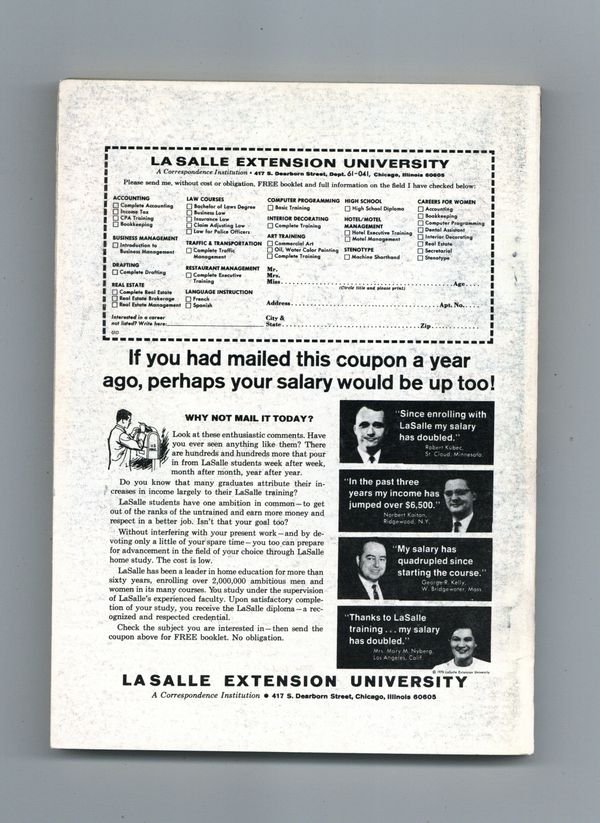 LA SALLE EXTENSION UNIVERSITY
A Correspondence Institution • 417 S. Dearborn Street, Dept. 61-041, Chicago, Illinois 60605
Please send me, without cost or obligation, FREE booklet and full information on the field I have checked below:
ACCOUNTING
Complete Accounting
Income Tax
CPA Training
Bookkeeping
BUSINESS MANAGEMENT
Introduction to
Business Management
DRAFTING
Complete Drafting
REAL ESTATE
Complete Real Estate
Real Estate Brokerage
Real Estate Management
Interested in a career
not listed? Write here:
LAW COURSES
Bachelor of Laws Degree
Business Law
Insurance Law
Claim Adjusting Law
Law for Police Officers
TRAFFIC & TRANSPORTATION
Complete Traffic
Management
RESTAURANT MANAGEMENT
Complete Executive
Training
LANGUAGE INSTRUCTION
French
Spanish
COMPUTER PROGRAMMING
Basic Training
INTERIOR DECORATING
Complete Training
ART TRAINING
Commercial Art
Oil, Water Color Painting
Complete Training
HIGH SCHOOL
High School Diploma
HOTEL/MOTEL
MANAGEMENT
Hotel Executive Training
Motel Management
STENOTYPE
Machine Shorthand
CAREERS FOR WOMEN
Accounting
Bookkeeping
Computer Programming
Dental Assistant
Interior Decorating
Real Estate
Secretarial
Stenotype
Mr.
Mrs.
Miss Age
(Circle title and please print)
Address Apt. No.
City &
State Zip
If you had mailed this coupon a year
ago, perhaps your salary would be up too!
WHY NOT MAIL IT TODAY?
Look at these enthusiastic comments. Have
you ever seen anything like them? There
are hundreds and hundreds more that pour
in from LaSalle students week after week,
month after month, year after year.
Do you know that many graduates attribute their in-
creases in income largely to their LaSalle training?
LaSalle students have one ambition in common—to get
out of the ranks of the untrained and earn more money and
respect in a better job. Isn't that your goal too?
Without interfering with your present work—and by de-
voting only a little of your spare time—you too can prepare
for advancement in the field of your choice through LaSalle
home study. The cost is low.
LaSalle has been a leader in home education for more than
sixty years, enrolling over 2,000,000 ambitious men and
women in its many courses. You study under the supervision
of LaSalle's experienced faculty. Upon satisfactory comple-
tion of your study, you receive the LaSalle diploma—a rec-
ognized and respected credential.
Check the subject you are interested in—then send the
coupon above for FREE booklet. No obligation.
"Since enrolling with
LaSalle my salary
has doubled."
Robert Kubec,
St. Cloud, Minnesota
"In the past three
years my income has
jumped over $6,500."
Norbert Kaiton,
Ridgewood, N.Y.
"My salary has
quadrupled since
starting the course."
George R. Kelly,
W. Bridgewater, Mass.
"Thanks to LaSalle
training . . . my salary
has doubled."
Mrs. Mary M. Nyberg,
Los Angeles, Calif.
LA SALLE EXTENSION UNIVERSITY
A Correspondence Institution • 417 S. Dearborn Street, Chicago, Illinois 60605